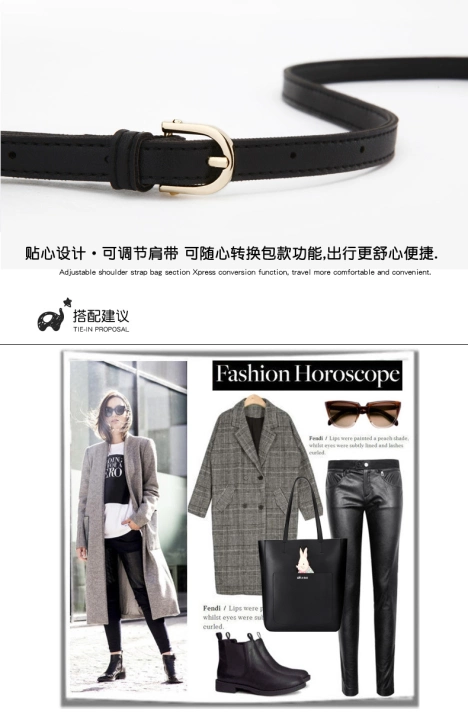 贴心设计·可调节肩带 可随心转换包款功能,出行更舒心便捷.
Adjustable shoulder strap bag section Xpress conversion function, travel more comfortable and convenient.
搭配建议
TIE-IN PROPOSAL
Fashion Horoscope
Fendi / Lips were painted a peach shade,
whilst eyes were subtly lined and lashes
curled.
Fendi / Lips were p
whilst eyes were sub
curled.